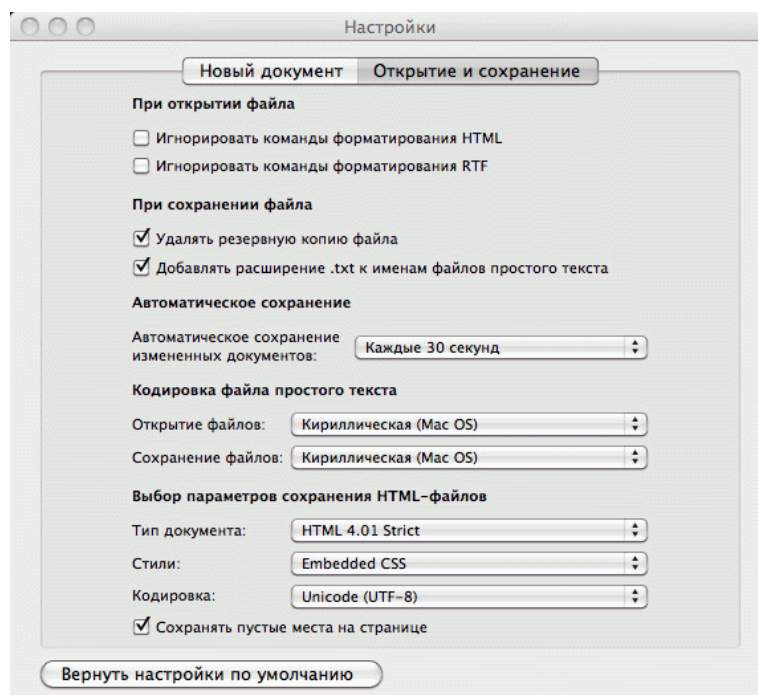 Настройки
Новый документ Открытие и сохранение
При открытии файла
Игнорировать команды форматирования HTML
Игнорировать команды форматирования RTF
При сохранении файла
Удалять резервную копию файла
Добавлять расширение .txt к именам файлов простого текста
Автоматическое сохранение
Автоматическое сохранение
измененных документов: Каждые 30 секунд
Кодировка файла простого текста
Открытие файлов: Кириллическая (Mac OS)
Сохранение файлов: Кириллическая (Mac OS)
Выбор параметров сохранения HTML-файлов
Тип документа: HTML 4.01 Strict
Стили: Embedded CSS
Кодировка: Unicode (UTF-8)
Сохранять пустые места на странице
Вернуть настройки по умолчанию